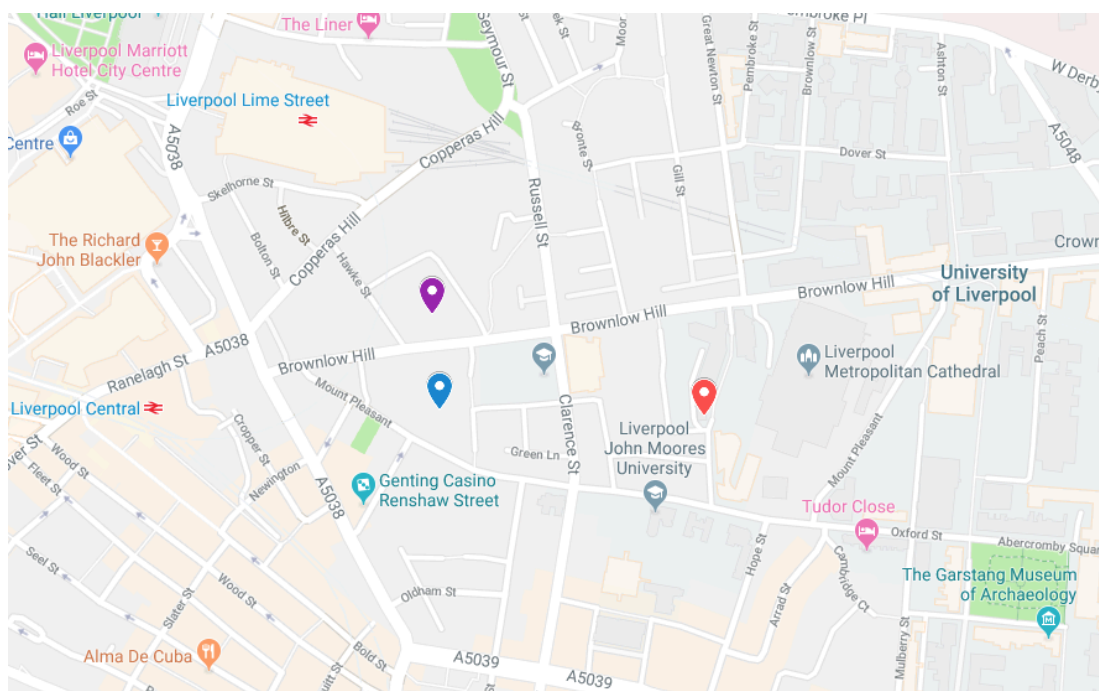 Hall Liverpool
The Liner
Liverpool Marriott
Hotel City Centre
Roe St
Liverpool Lime Street
Centre
A5038
Seymour St
Copperas Hill
Great Newton St
Pembroke St
Brownlow St
Ashton St
W Derby
A5048
Dover St
Bronte St
Gill St
Skelhorne St
Hilbre St
Bolton St
Hawke St
Copperas Hill
Russell St
The Richard
John Blackler
Crown
University
of Liverpool
Brownlow Hill
Brownlow Hill
Brownlow Hill
A5038
Ranelagh St
Peach St
Liverpool
Metropolitan Cathedral
Mount Pleasant
Liverpool Central
Clarence St
Liverpool
John Moores
University
Green Ln
Mount Pleasant
Cropper St
Newington
Wood St
Fleet St
A5038
Genting Casino
Renshaw Street
Tudor Close
Oxford St
Abercromby Squa
Hope St
Cambridge Ct
Arrad St
The Garstang Museum
of Archaeology
Seel St
Wood St
Slater St
Oldham St
Mulberry St
Alma De Cuba
Bold St
A5039
A5039